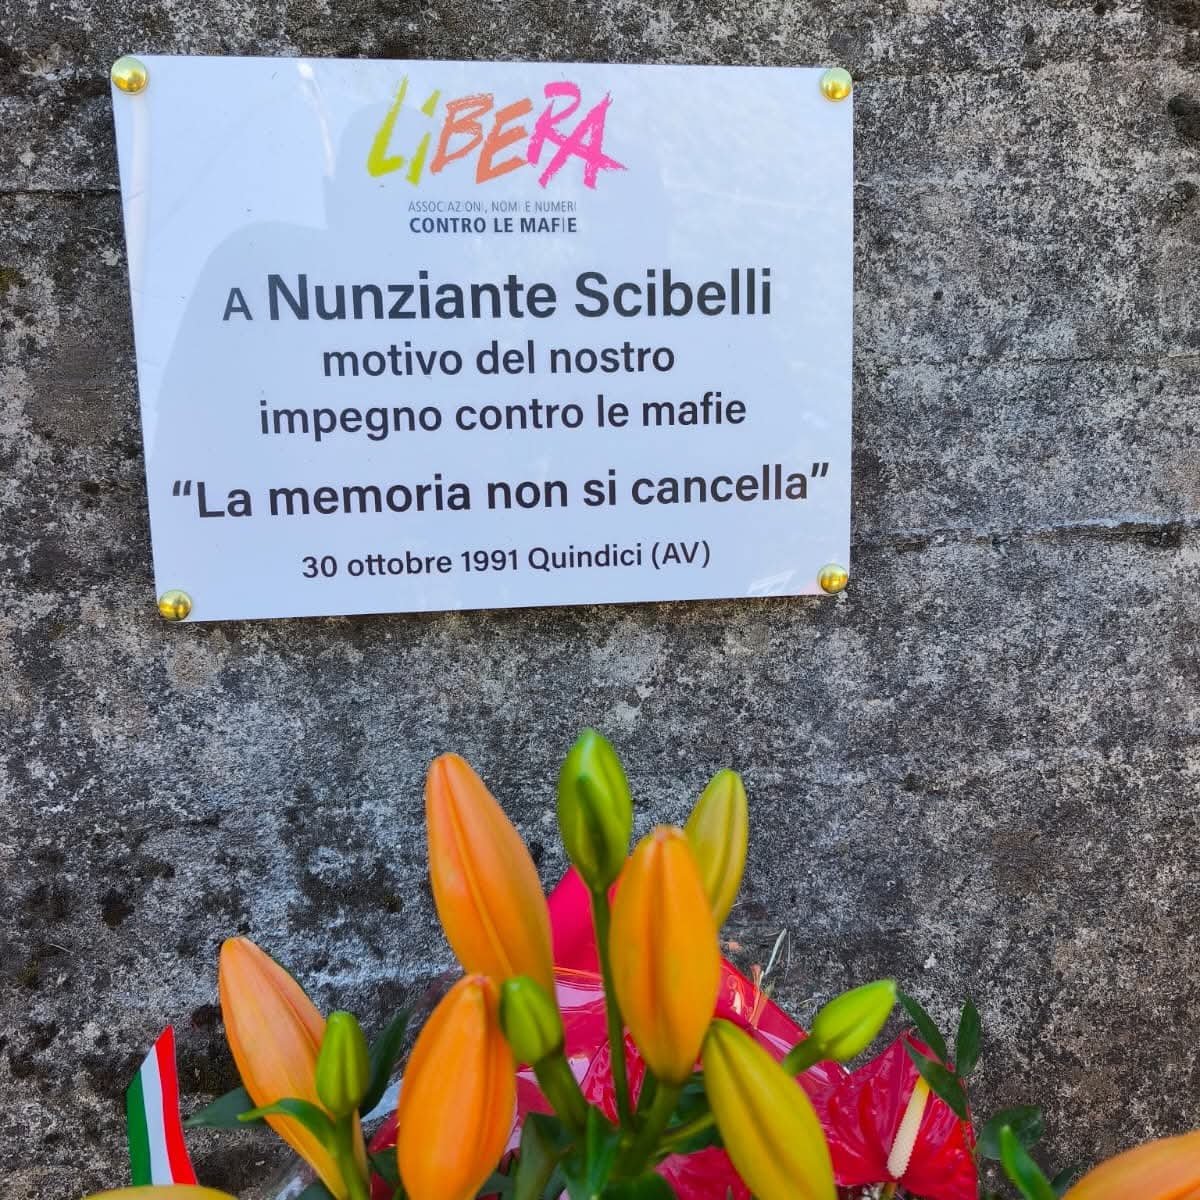 LiBERA
ASSOCIAZIONI, NOMI E NUMERI
CONTRO LE MAFIE
A Nunziante Scibelli
motivo del nostro
impegno contro le mafie
“La memoria non si cancella”
30 ottobre 1991 Quindici (AV)